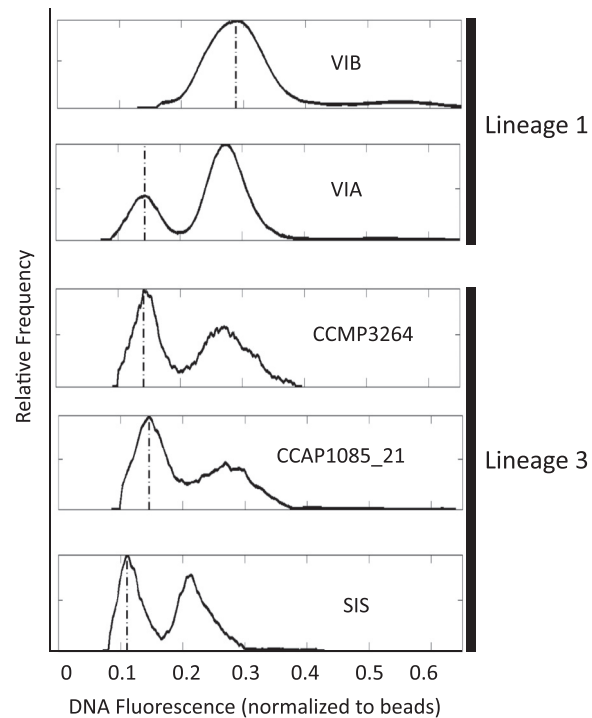 VIB
Lineage 1
VIA
Relative Frequency
CCMP3264
CCAP1085_21
Lineage 3
SIS
0 0.1 0.2 0.3 0.4 0.5 0.6
DNA Fluorescence (normalized to beads)